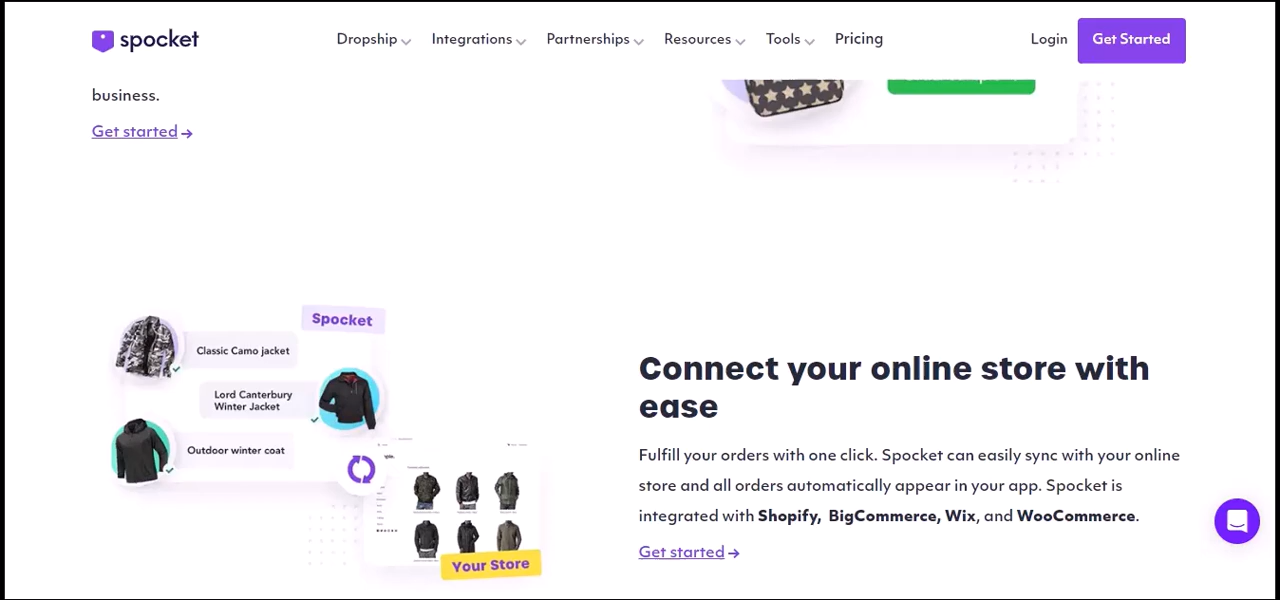 spocket
Dropship Integrations Partnerships Resources Tools Pricing Login Get Started
business.
Get started
Spocket
Classic Camo jacket
Lord Canterbury
Winter Jacket
Outdoor winter coat
Your Store
Connect your online store with
ease
Fulfill your orders with one click. Spocket can easily sync with your online
store and all orders automatically appear in your app. Spocket is
integrated with Shopify, BigCommerce, Wix, and WooCommerce.
Get started